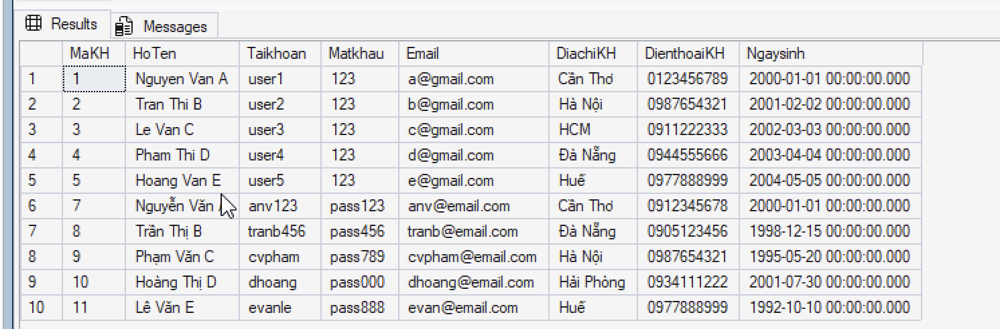 Results Messages
MaKH HoTen Taikhoan Matkhau Email DiachiKH DienthoaiKH Ngaysinh
1 1 Nguyen Van A user1 123 a@gmail.com Cần Thơ 0123456789 2000-01-01 00:00:00.000
2 2 Tran Thi B user2 123 b@gmail.com Hà Nội 0987654321 2001-02-02 00:00:00.000
3 3 Le Van C user3 123 c@gmail.com HCM 0911222333 2002-03-03 00:00:00.000
4 4 Pham Thi D user4 123 d@gmail.com Đà Nẵng 0944555666 2003-04-04 00:00:00.000
5 5 Hoang Van E user5 123 e@gmail.com Huế 0977888999 2004-05-05 00:00:00.000
6 7 Nguyễn Văn anv123 pass123 anv@email.com Cần Thơ 0912345678 2000-01-01 00:00:00.000
7 8 Trần Thị B tranb456 pass456 tranb@email.com Đà Nẵng 0905123456 1998-12-15 00:00:00.000
8 9 Phạm Văn C cvpham pass789 cvpham@email.com Hà Nội 0987654321 1995-05-20 00:00:00.000
9 10 Hoàng Thị D dhoang pass000 dhoang@email.com Hải Phòng 0934111222 2001-07-30 00:00:00.000
10 11 Lê Văn E evanle pass888 evan@email.com Huế 0977888999 1992-10-10 00:00:00.000